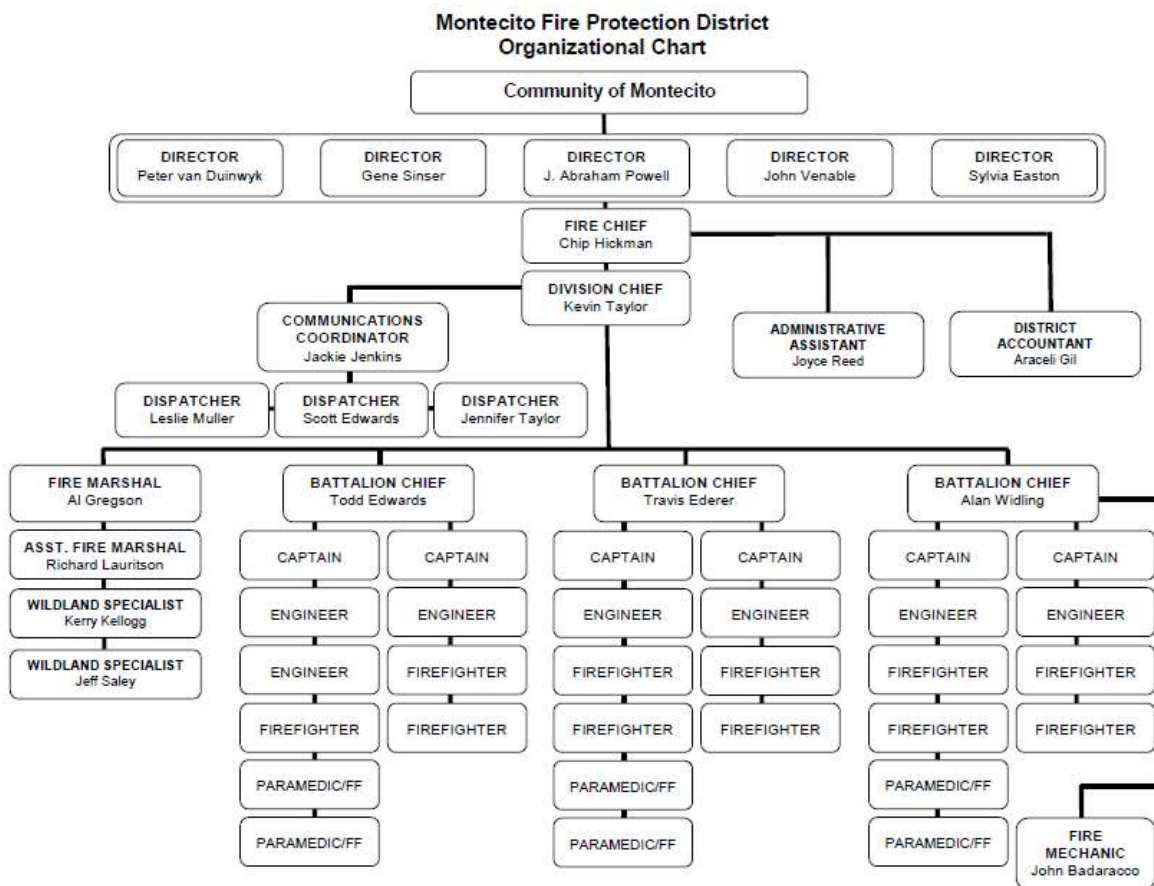 Montecito Fire Protection District
Organizational Chart
Community of Montecito
DIRECTOR
Peter van Duinwyk
DIRECTOR
Gene Sinser
DIRECTOR
J. Abraham Powell
DIRECTOR
John Venable
DIRECTOR
Sylvia Easton
FIRE CHIEF
Chip Hickman
DIVISION CHIEF
Kevin Taylor
COMMUNICATIONS
COORDINATOR
Jackie Jenkins
ADMINISTRATIVE
ASSISTANT
Joyce Reed
DISTRICT
ACCOUNTANT
Araceli Gil
DISPATCHER
Leslie Muller
DISPATCHER
Scott Edwards
DISPATCHER
Jennifer Taylor
FIRE MARSHAL
Al Gregson
ASST. FIRE MARSHAL
Richard Lauritson
WILDLAND SPECIALIST
Kerry Kellogg
WILDLAND SPECIALIST
Jeff Saley
BATTALION CHIEF
Todd Edwards
CAPTAIN
ENGINEER
ENGINEER
FIREFIGHTER
PARAMEDIC/FF
PARAMEDIC/FF
CAPTAIN
ENGINEER
FIREFIGHTER
FIREFIGHTER
BATTALION CHIEF
Travis Ederer
CAPTAIN
ENGINEER
FIREFIGHTER
FIREFIGHTER
PARAMEDIC/FF
PARAMEDIC/FF
CAPTAIN
ENGINEER
FIREFIGHTER
FIREFIGHTER
BATTALION CHIEF
Alan Widling
CAPTAIN
ENGINEER
FIREFIGHTER
FIREFIGHTER
PARAMEDIC/FF
PARAMEDIC/FF
CAPTAIN
ENGINEER
FIREFIGHTER
FIREFIGHTER
FIRE
MECHANIC
John Badaracco